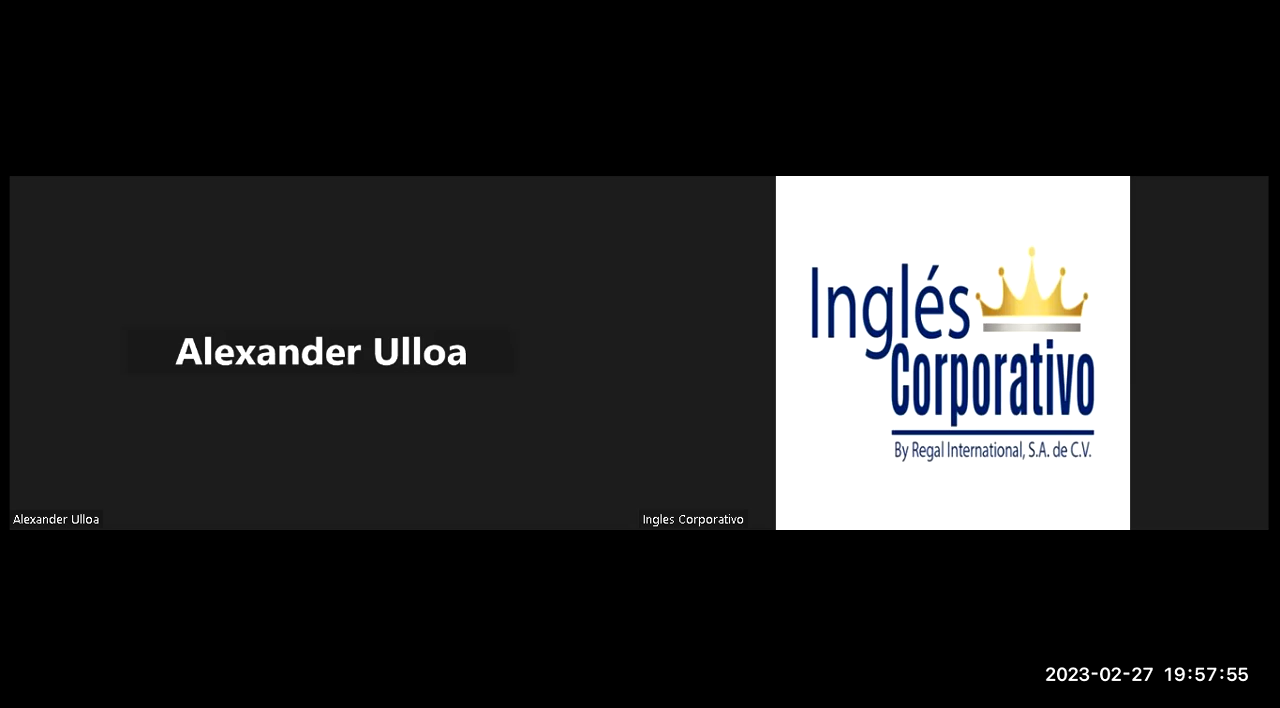 Alexander Ulloa
Alexander Ulloa
Inglés
Corporativo
By Regal International, S.A. de C.V.
Ingles Corporativo
2023-02-27 19:57:55